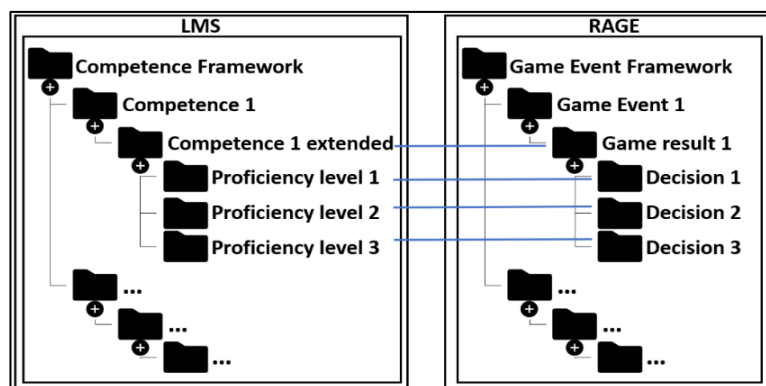 LMS
Competence Framework
Competence 1
Competence 1 extended
Proficiency level 1
Proficiency level 2
Proficiency level 3
...
...
...
RAGE
Game Event Framework
Game Event 1
Game result 1
Decision 1
Decision 2
Decision 3
...
...
...